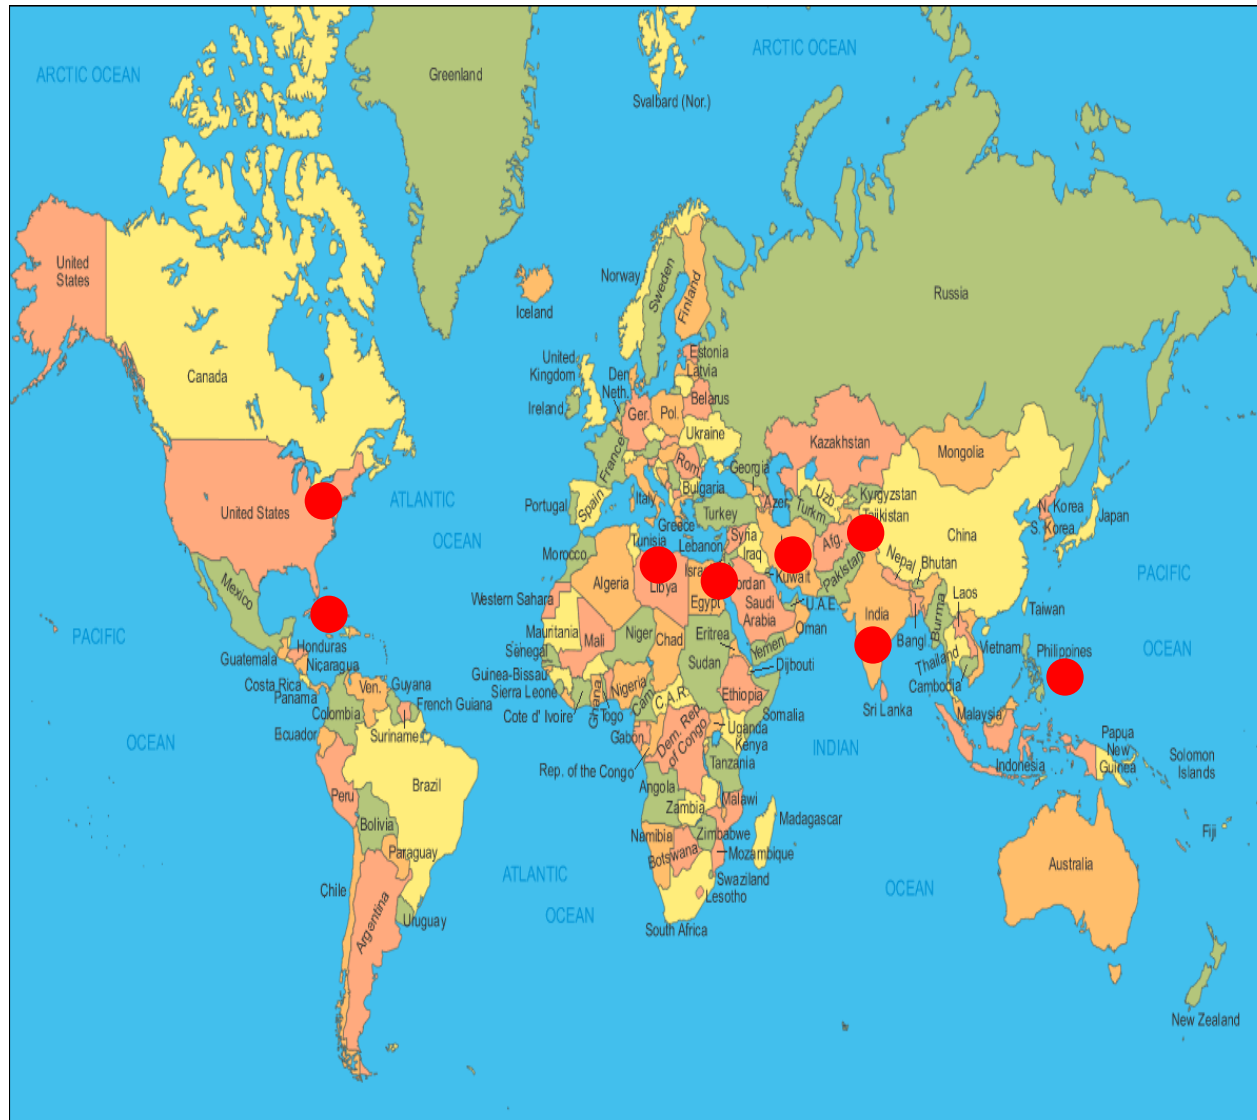 ARCTIC OCEAN
Greenland
ARCTIC OCEAN
Svalbard (Nor.)
United
States
Canada
Iceland
Norway
Sweden
Finland
Russia
United
Kingdom
Ireland
Den.
Neth.
Estonia
Latvia
Belarus
Ger.
Pol.
Ukraine
France
Rom.
Bulgaria
Italy
Spain
Portugal
Greece
Turkey
Georgia
Azer.
Kazakhstan
Uzb.
Turkm.
Kyrgyzstan
Tajikistan
Mongolia
China
N. Korea
S. Korea
Japan
United States
ATLANTIC
OCEAN
Morocco
Algeria
Tunisia
Libya
Lebanon
Syria
Iraq
Egypt
Kuwait
Saudi
Arabia
Afg.
Pakistan
Nepal
Bhutan
India
Bangl.
Burma
Laos
Taiwan
PACIFIC
OCEAN
Mexico
Honduras
Guatemala
Nicaragua
Costa Rica
Panama
PACIFIC
OCEAN
Western Sahara
Mauritania
Mali
Niger
Chad
Sudan
Eritrea
Yemen
Oman
U.A.E.
Djibouti
Senegal
Guinea-Bissau
Sierra Leone
Cote d' Ivoire
Ghana
Togo
Nigeria
Cam.
C.A.R.
Ethiopia
Somalia
Thailand
Vietnam
Cambodia
Philippines
Sri Lanka
Malaysia
Ven.
Guyana
French Guiana
Colombia
Suriname
Ecuador
Peru
Brazil
Bolivia
Paraguay
Chile
Argentina
Uruguay
Gabon
Rep. of the Congo
Dem. Rep.
of Congo
Uganda
Kenya
Tanzania
Angola
Zambia
Malawi
Namibia
Botswana
Zimbabwe
Mozambique
Madagascar
Swaziland
Lesotho
South Africa
INDIAN
OCEAN
Indonesia
Papua
New
Guinea
Solomon
Islands
Fiji
Australia
New Zealand
ATLANTIC
OCEAN